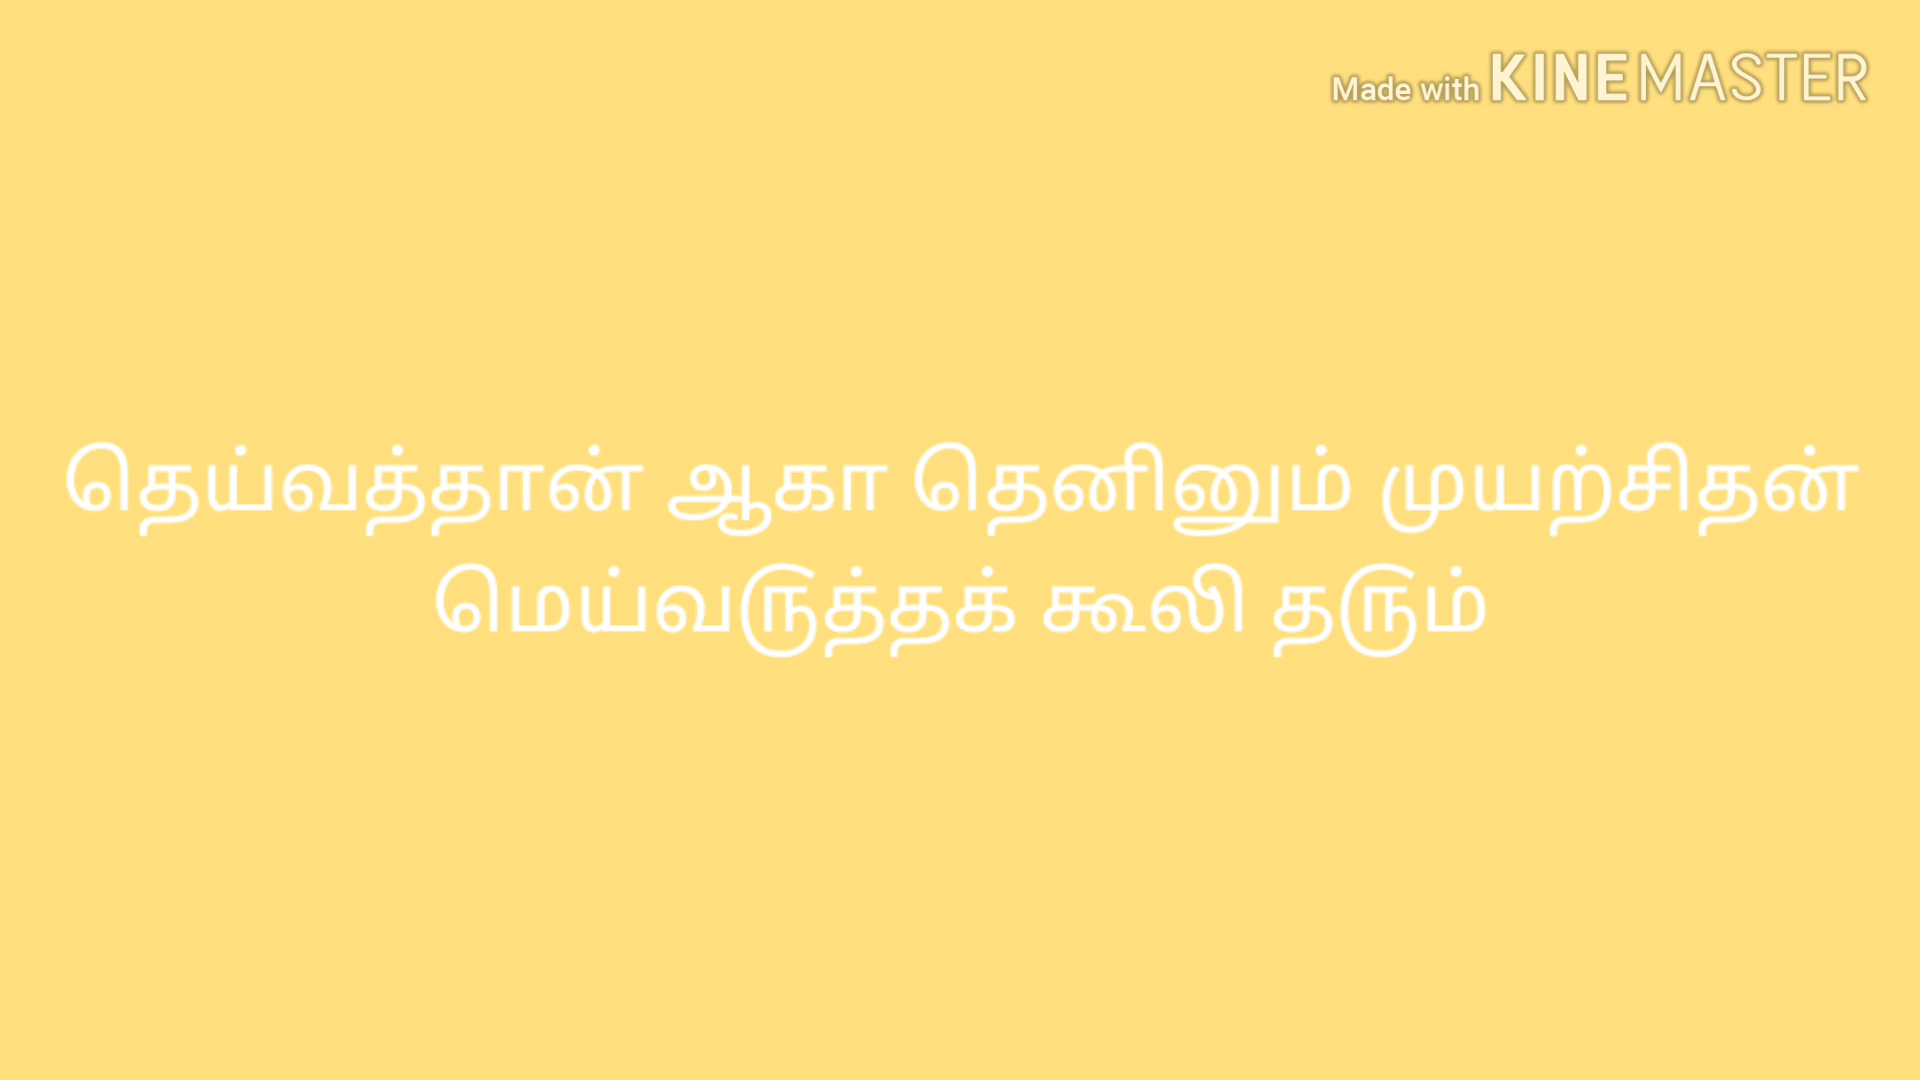 Made with KINEMASTER
தெய்வத்தான் ஆகா தெனினும் முயற்சிதன்
மெய்வருத்தக் கூலி தரும்